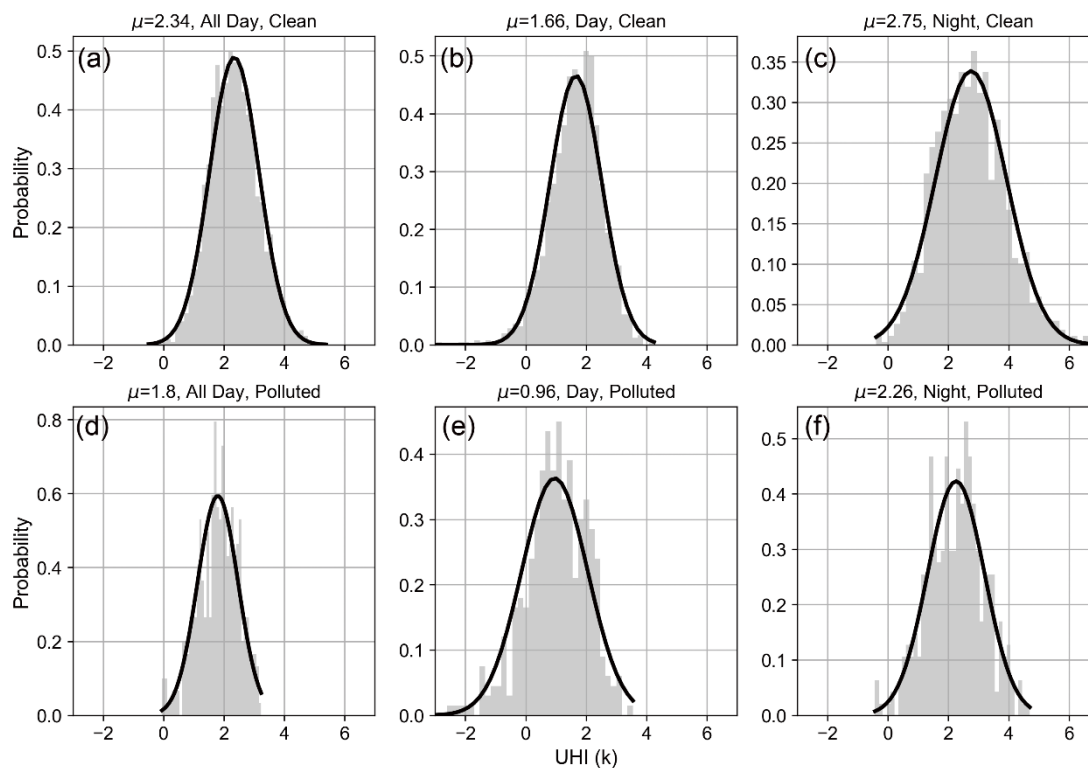 μ=2.34, All Day, Clean
μ=1.66, Day, Clean
μ=2.75, Night, Clean
(a)
(b)
(c)
Probability
0.5
0.4
0.3
0.2
0.1
0.0
−2 0 2 4 6
0.5
0.4
0.3
0.2
0.1
0.0
−2 0 2 4 6
0.35
0.30
0.25
0.20
0.15
0.10
0.05
0.00
−2 0 2 4 6
μ=1.8, All Day, Polluted
μ=0.96, Day, Polluted
μ=2.26, Night, Polluted
(d)
(e)
(f)
Probability
0.8
0.6
0.4
0.2
0.0
−2 0 2 4 6
0.4
0.3
0.2
0.1
0.0
−2 0 2 4 6
0.5
0.4
0.3
0.2
0.1
0.0
−2 0 2 4 6
UHI (k)